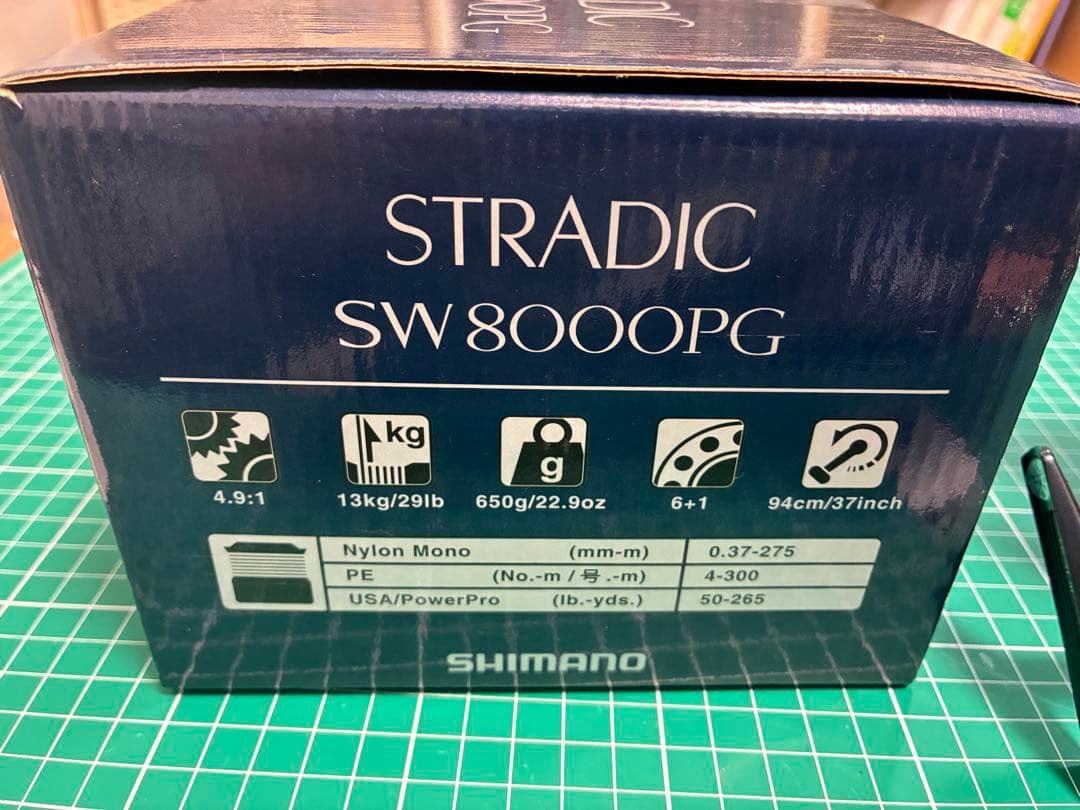 STRADIC
SW 8000PG
kg
g
4.9:1 13kg/29lb 650g/22.9oz 6+1 94cm/37inch
Nylon Mono (mm-m) 0.37-275
PE (No.-m / 号.-m) 4-300
USA/PowerPro (lb.-yds.) 50-265
SHIMANO